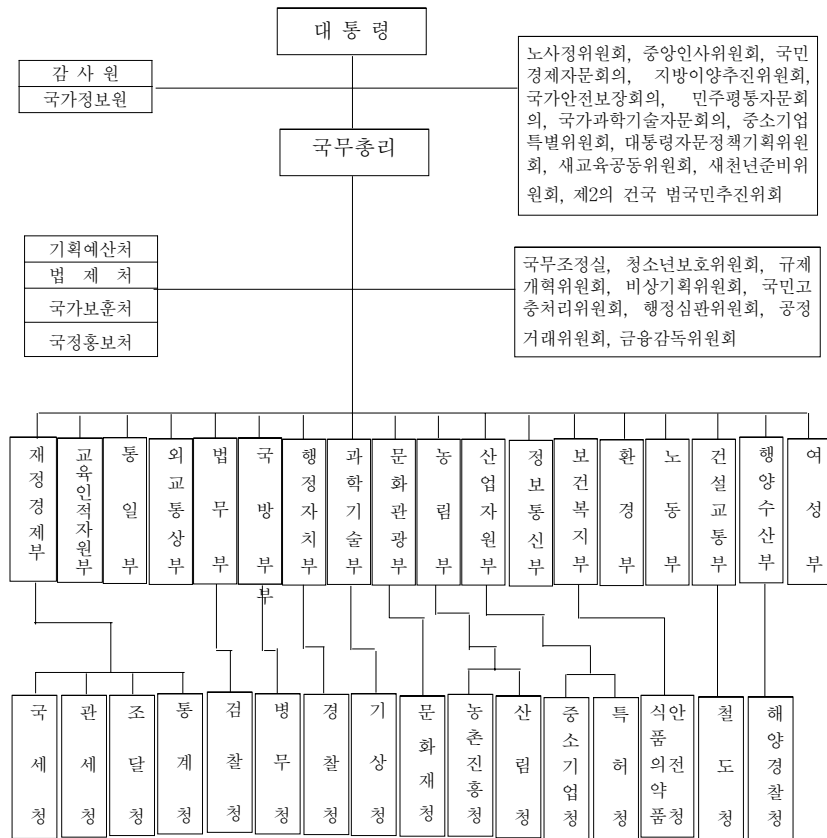 대 통 령
감 사 원
국가정보원
노사정위원회, 중앙인사위원회, 국민
경제자문회의, 지방이양추진위원회,
국가안전보장회의, 민주평통자문회
의, 국가과학기술자문회의, 중소기업
특별위원회, 대통령자문정책기획위원
회, 새교육공동위원회, 새천년준비위
원회, 제2의 건국 범국민추진위회
국무총리
기획예산처
법 제 처
국가보훈처
국정홍보처
국무조정실, 청소년보호위원회, 규제
개혁위원회, 비상기획위원회, 국민고
충처리위원회, 행정심판위원회, 공정
거래위원회, 금융감독위원회
재정경제부
교육인적자원부
통일부
외교통상부
법무부
국방부
부
행정자치부
과학기술부
문화관광부
농림부
산업자원부
정보통신부
보건복지부
환경부
노동부
건설교통부
행양수산부
여성부
국세청
관세청
조달청
통계청
검찰청
병무청
경찰청
기상청
문화재청
농촌진흥청
산림청
중소기업청
특허청
식품의약품
안전청
철도청
해양경찰청